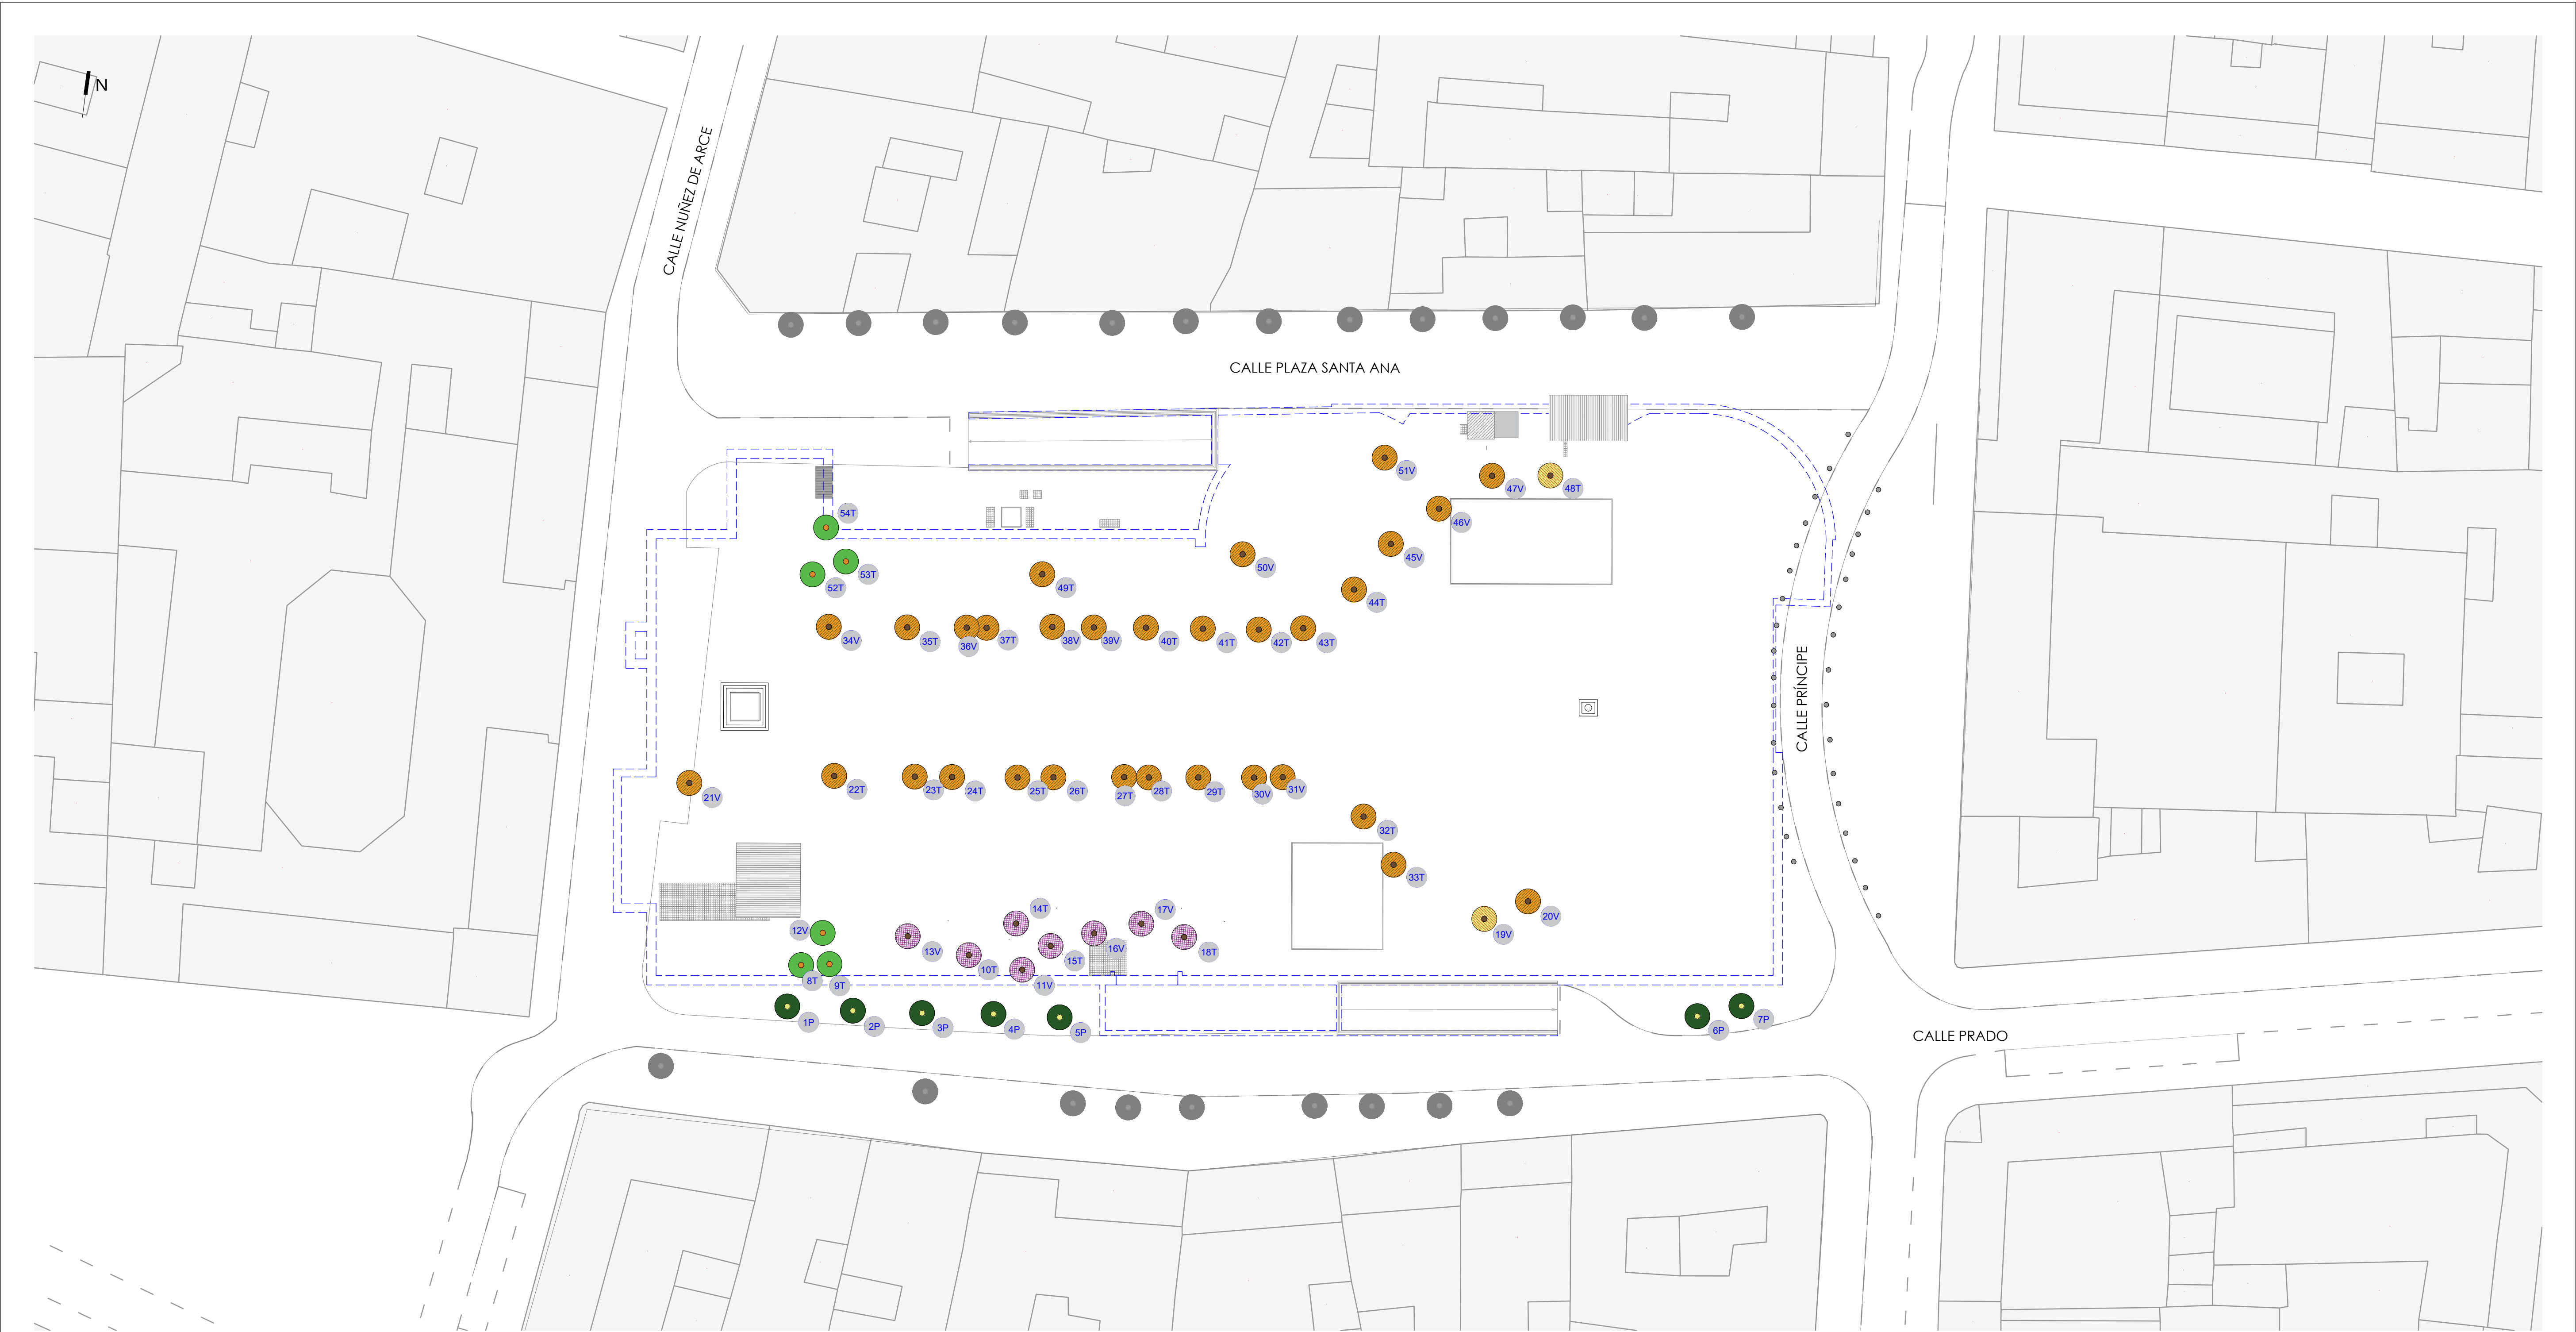 N
CALLE NUÑEZ DE ARCE
CALLE PLAZA SANTA ANA
51V
47V
48T
54T
46V
45V
50V
53T
52T
49T
44T
34V
35T
36V
37T
38V
39V
40T
41T
42T
43T
CALLE PRÍNCIPE
21V
22T
23T
24T
25T
26T
27T
28T
29T
30V
31V
32T
33T
14T
17V
20V
12V
19V
13V
16V
18T
15T
10T
8T
9T
11V
1P
2P
3P
4P
5P
6P
7P
CALLE PRADO